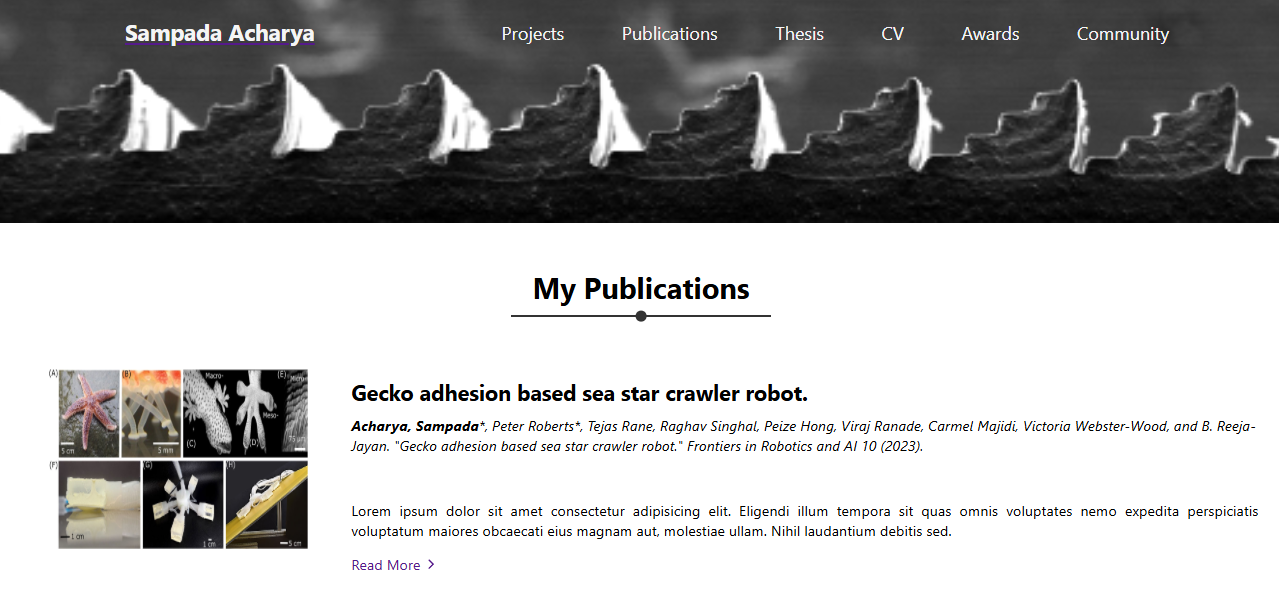 Sampada Acharya Projects Publications Thesis CV Awards Community
My Publications
(A) (B) Macro- (E) Micro-
Meso-
(C) (D) 75 µm
5 cm 5 mm
(F) (G) (H)
1 cm 1 cm 5 cm
Gecko adhesion based sea star crawler robot.
Acharya, Sampada*, Peter Roberts*, Tejas Rane, Raghav Singhal, Peize Hong, Viraj Ranade, Carmel Majidi, Victoria Webster-Wood, and B. Reeja-
Jayan. "Gecko adhesion based sea star crawler robot." Frontiers in Robotics and AI 10 (2023).
Lorem ipsum dolor sit amet consectetur adipisicing elit. Eligendi illum tempora sit quas omnis voluptates nemo expedita perspiciatis
voluptatum maiores obcaecati eius magnam aut, molestiae ullam. Nihil laudantium debitis sed.
Read More